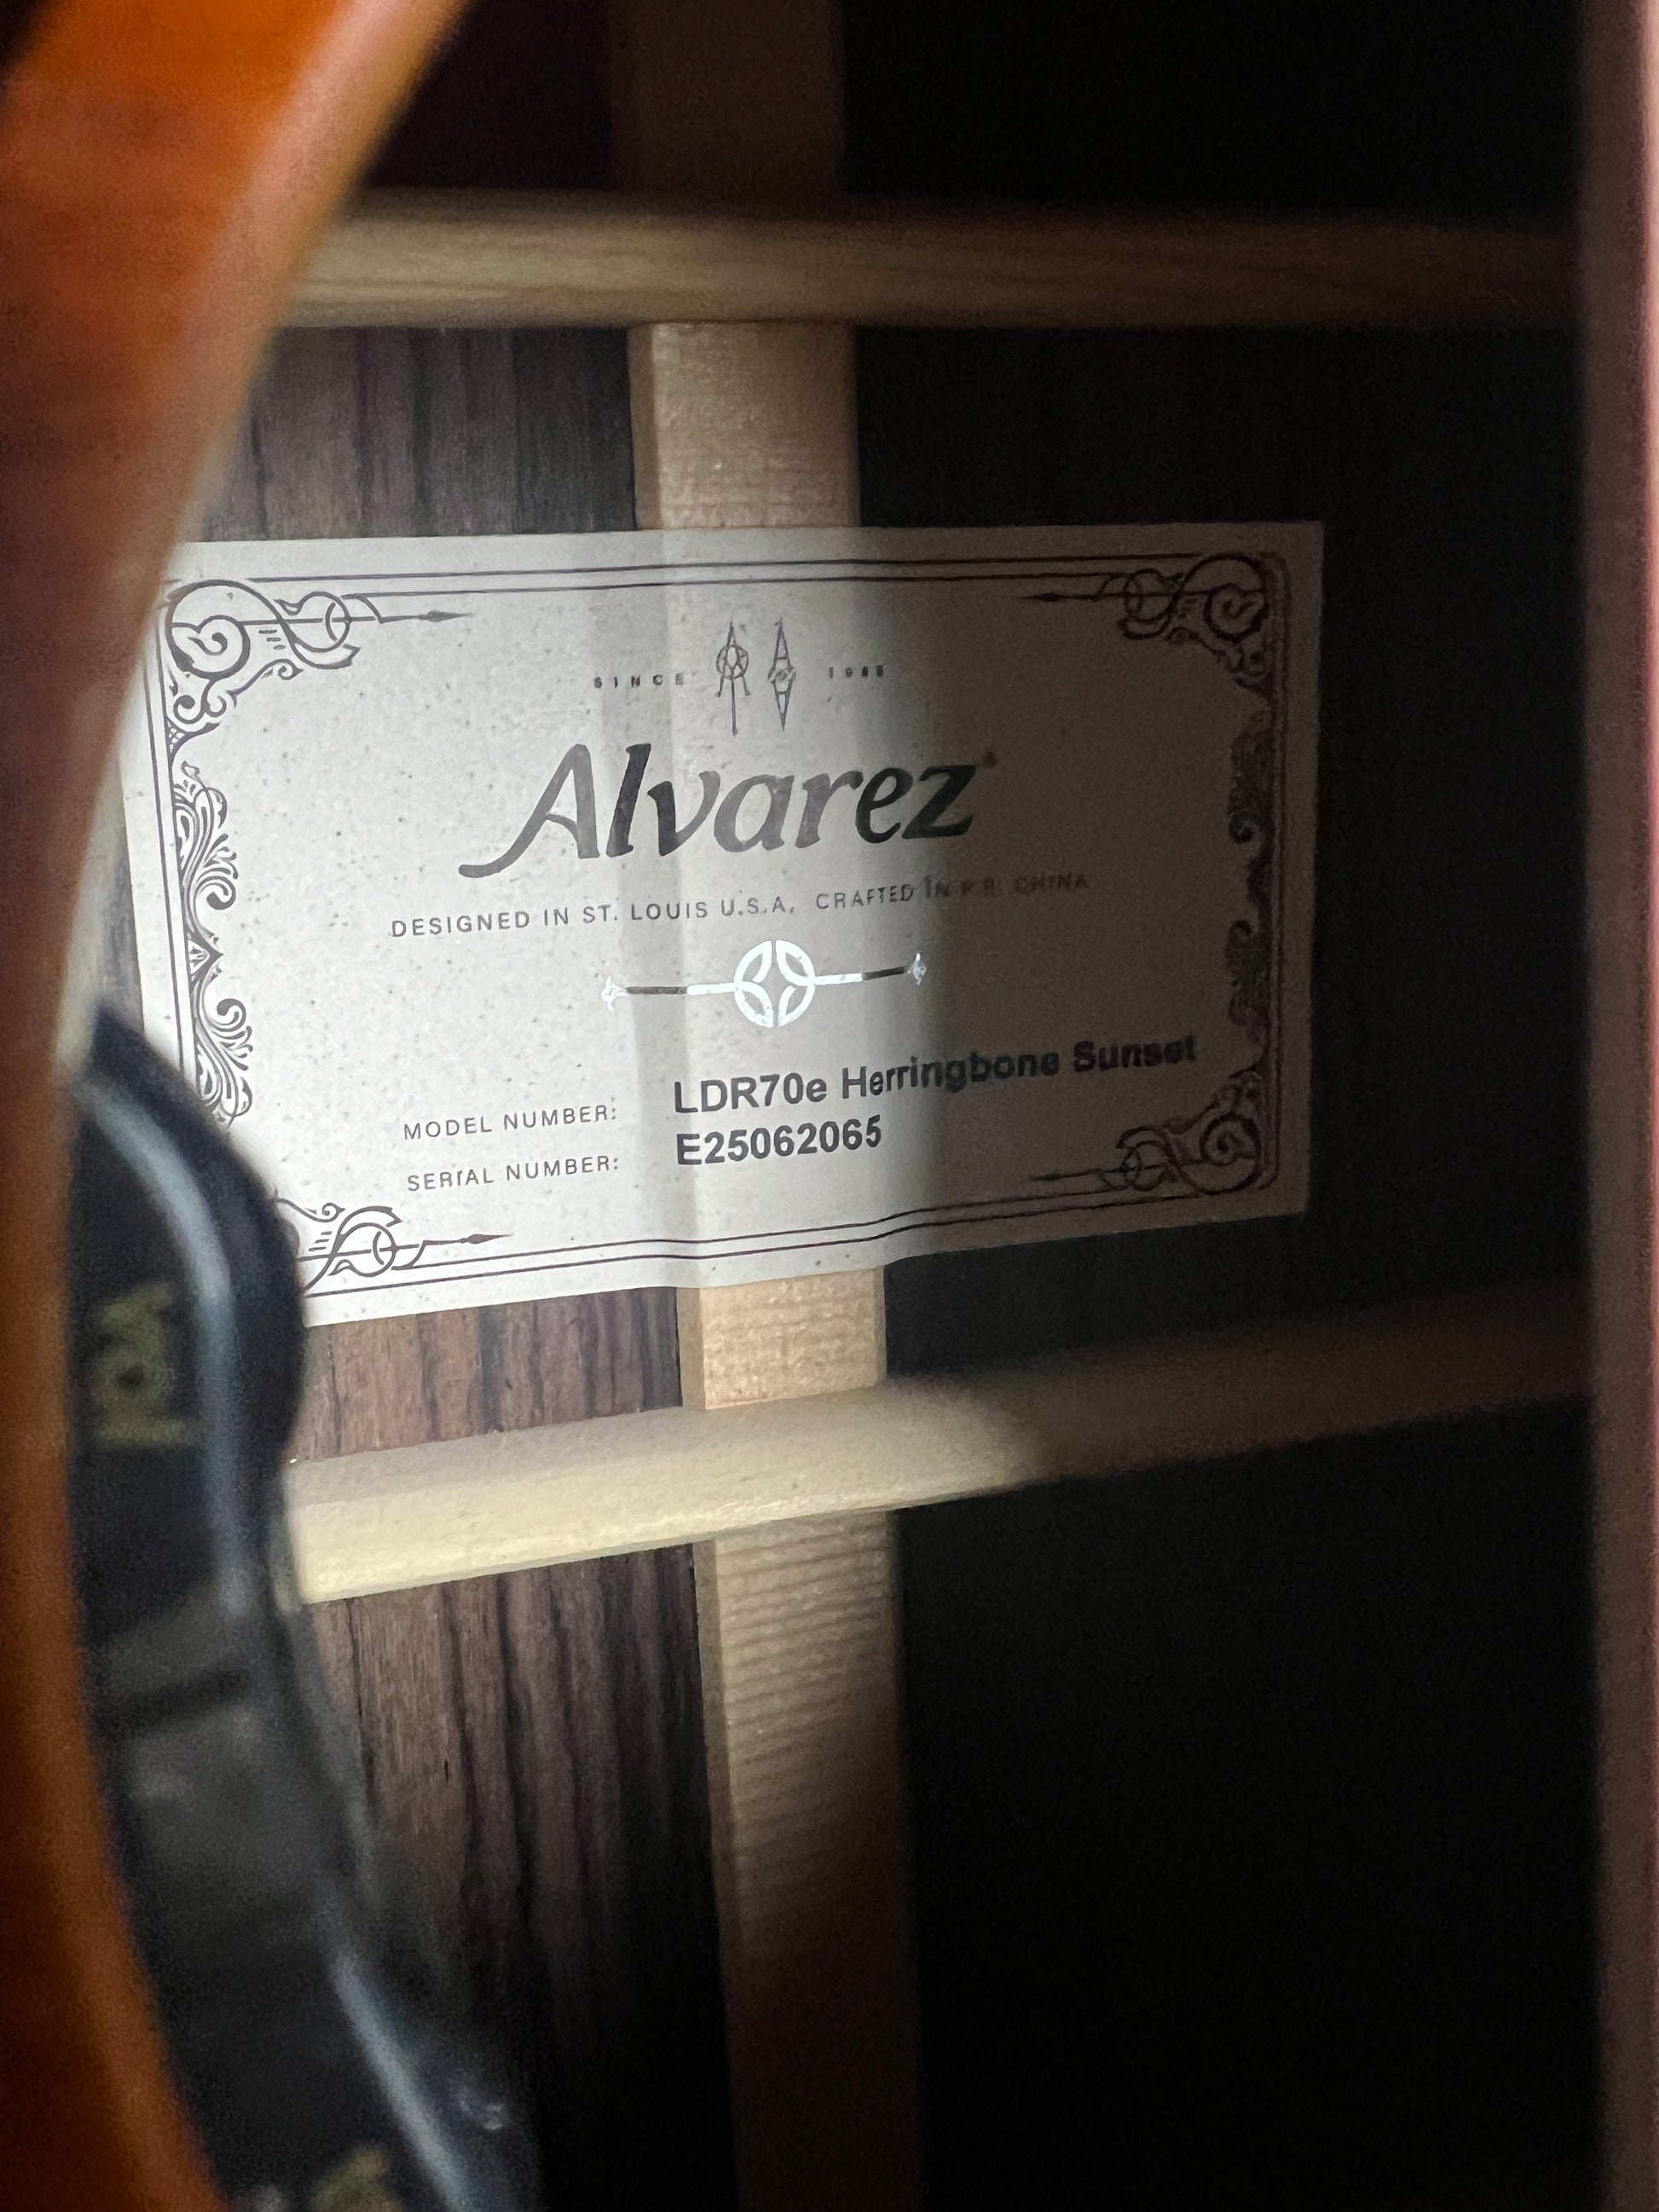 SINCE 1965
Alvarez®
DESIGNED IN ST. LOUIS U.S.A. CRAFTED IN P.R. CHINA
MODEL NUMBER: LDR70e Herringbone Sunset
SERIAL NUMBER: E25062065